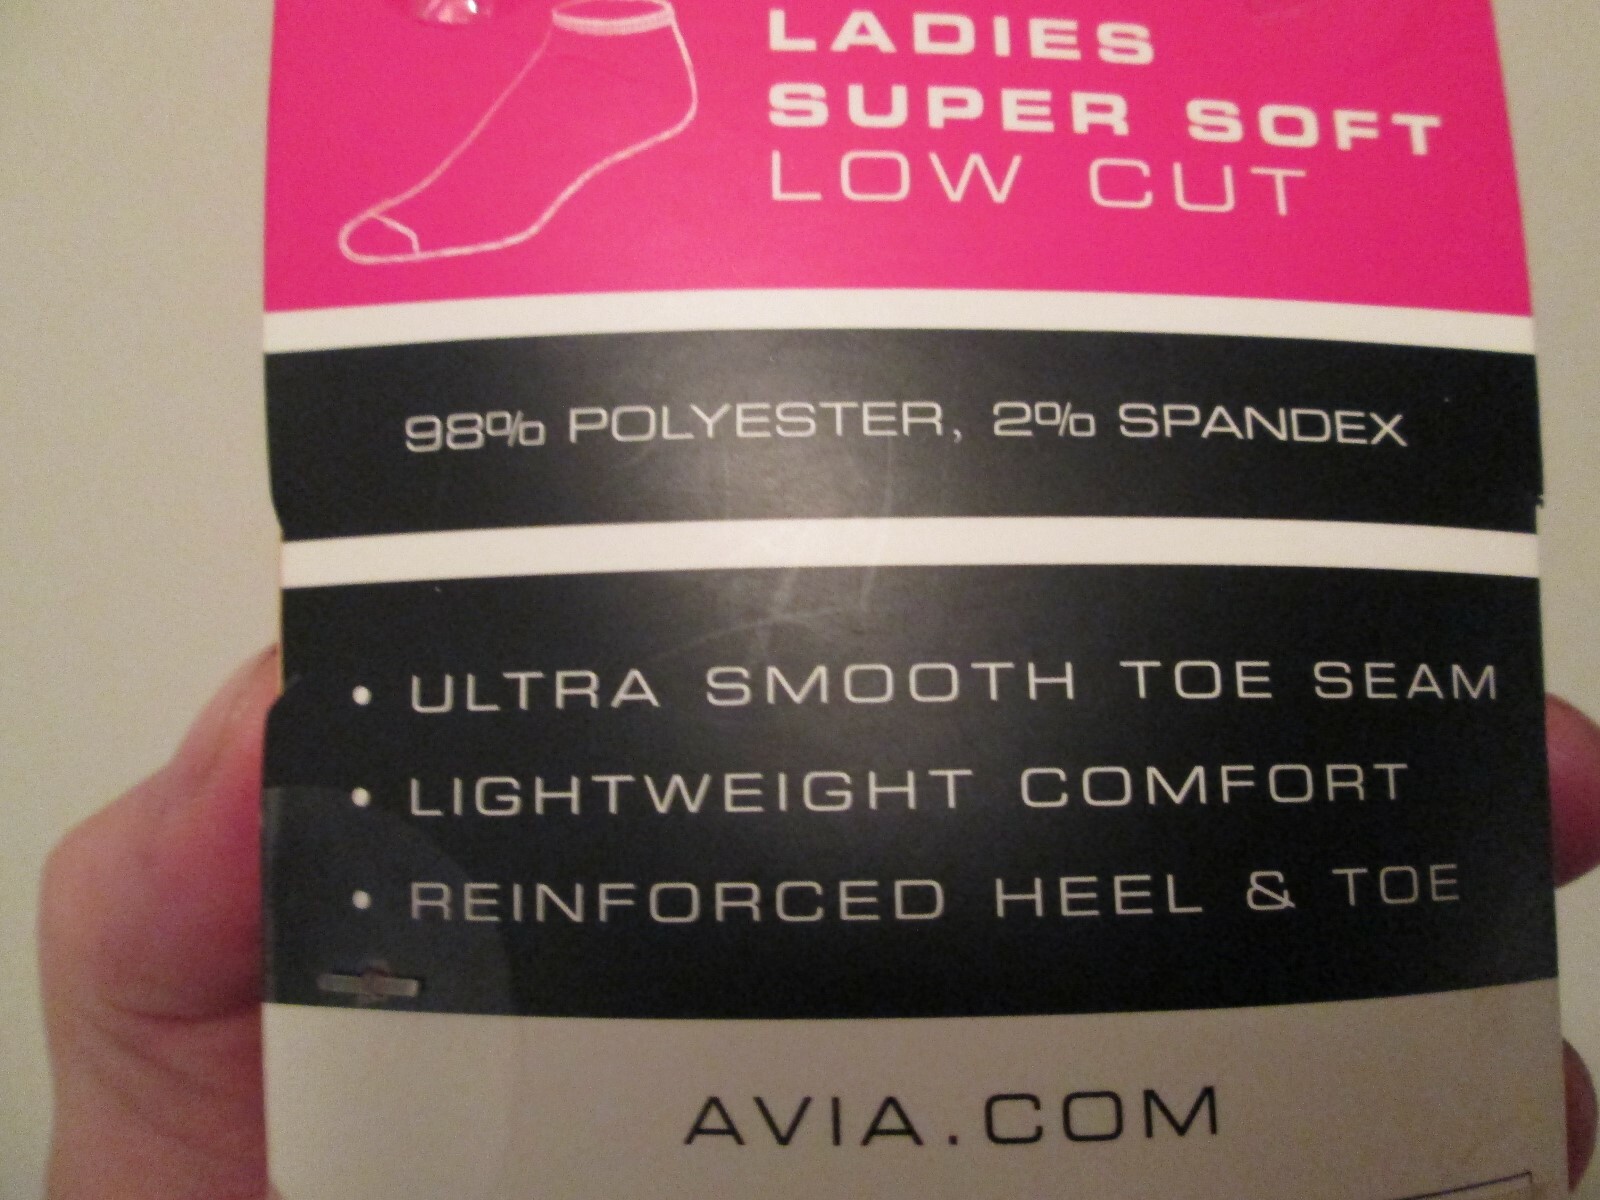 LADIES
SUPER SOFT
LOW CUT
98% POLYESTER, 2% SPANDEX
• ULTRA SMOOTH TOE SEAM
• LIGHTWEIGHT COMFORT
• REINFORCED HEEL & TOE
AVIA.COM